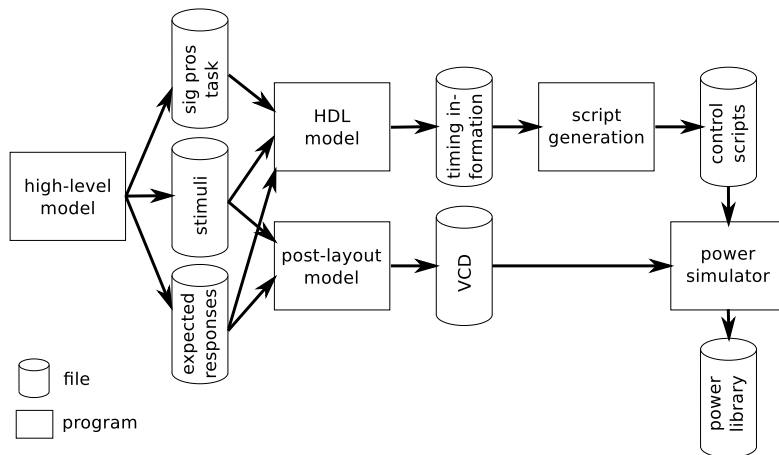 sig pros
task
HDL
model
timing in-
formation
script
generation
control
scripts
high-level
model
stimuli
post-layout
model
VCD
power
simulator
expected
responses
power
library
file
program